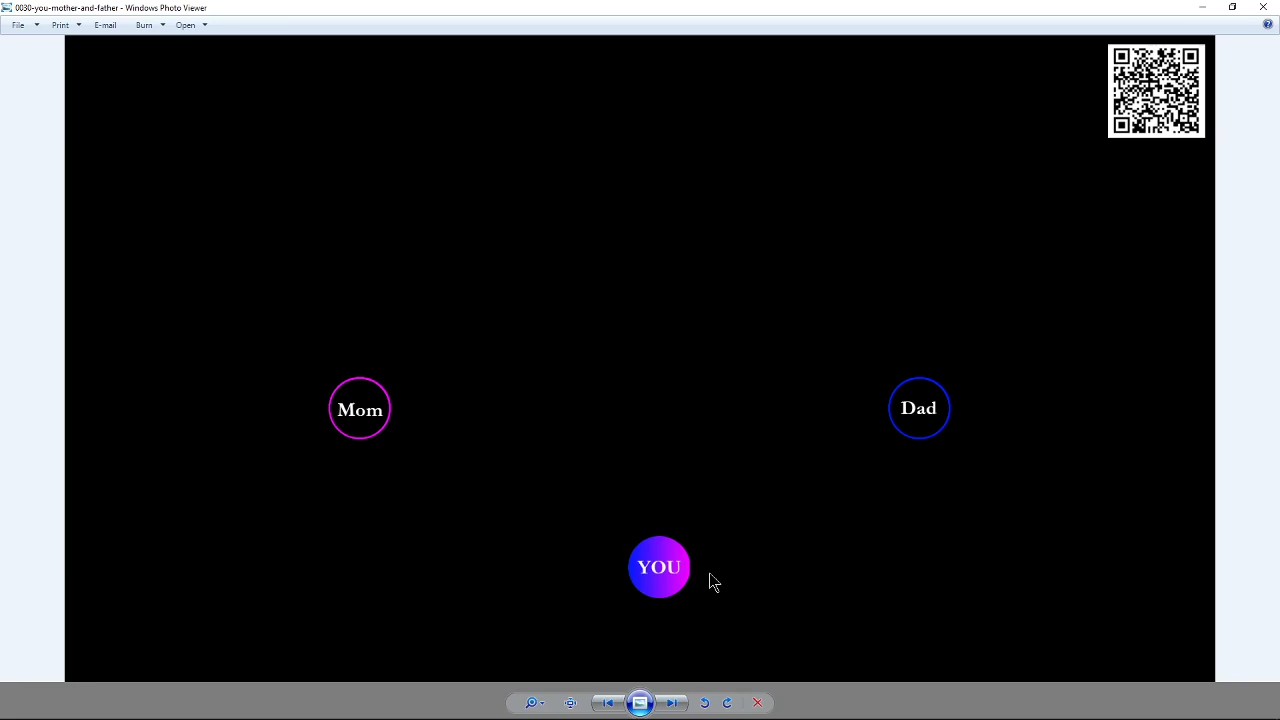 0030-you-mother-and-father - Windows Photo Viewer
File Print E-mail Burn Open
Mom
Dad
YOU